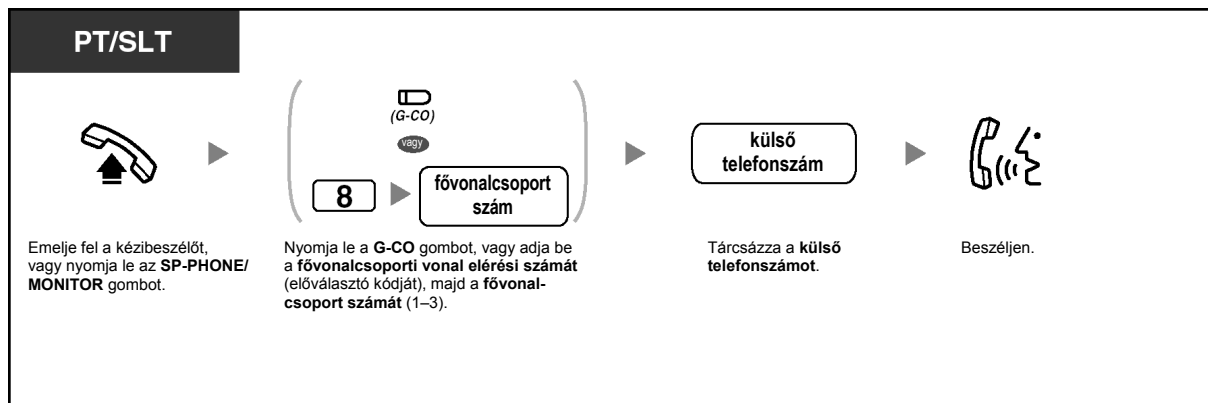 PT/SLT
(G-CO)
vagy
8
fővonalcsoport
szám
külső
telefonszám
Emelje fel a kézibeszélőt,
vagy nyomja le az SP-PHONE/
MONITOR gombot.
Nyomja le a G-CO gombot, vagy adja be
a fővonalcsoporti vonal elérési számát
(előválasztó kódját), majd a fővonal-
csoport számát (1–3).
Tárcsázza a külső
telefonszámot.
Beszéljen.